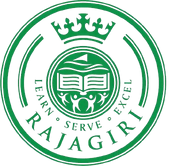 LEARN • SERVE • EXCEL
RAJAGIRI